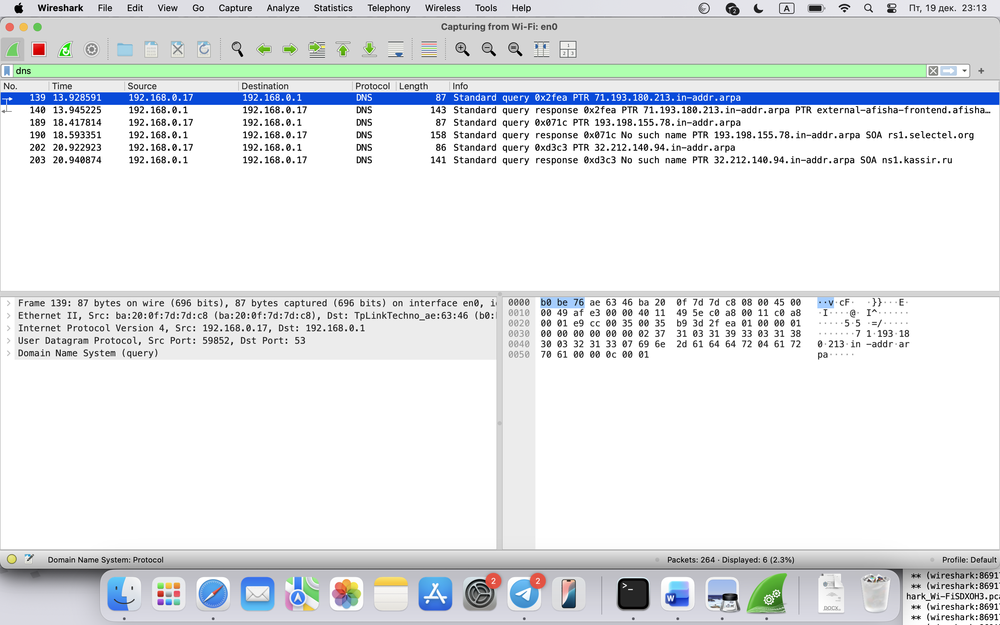 Wireshark File Edit View Go Capture Analyze Statistics Telephony Wireless Tools Help 2 A Пт, 19 дек. 23:13
Capturing from Wi-Fi: en0
1
2 3
dns +
No. Time Source Destination Protocol Length Info
139 13.928591 192.168.0.17 192.168.0.1 DNS 87 Standard query 0x2fea PTR 71.193.180.213.in-addr.arpa
140 13.945225 192.168.0.1 192.168.0.17 DNS 143 Standard query response 0x2fea PTR 71.193.180.213.in-addr.arpa PTR external-afisha-frontend.afisha…
189 18.417814 192.168.0.17 192.168.0.1 DNS 87 Standard query 0x071c PTR 193.198.155.78.in-addr.arpa
190 18.593351 192.168.0.1 192.168.0.17 DNS 158 Standard query response 0x071c No such name PTR 193.198.155.78.in-addr.arpa SOA rs1.selectel.org
202 20.922923 192.168.0.17 192.168.0.1 DNS 86 Standard query 0xd3c3 PTR 32.212.140.94.in-addr.arpa
203 20.940874 192.168.0.1 192.168.0.17 DNS 141 Standard query response 0xd3c3 No such name PTR 32.212.140.94.in-addr.arpa SOA ns1.kassir.ru
Frame 139: 87 bytes on wire (696 bits), 87 bytes captured (696 bits) on interface en0, i
Ethernet II, Src: ba:20:0f:7d:7d:c8 (ba:20:0f:7d:7d:c8), Dst: TpLinkTechno_ae:63:46 (b0:
Internet Protocol Version 4, Src: 192.168.0.17, Dst: 192.168.0.1
User Datagram Protocol, Src Port: 59852, Dst Port: 53
Domain Name System (query)
0000 b0 be 76 ae 63 46 ba 20 0f 7d 7d c8 08 00 45 00 ··v·cF· ·}}···E·
0010 00 49 af e3 00 00 40 11 49 5e c0 a8 00 11 c0 a8 ·I····@· I^······
0020 00 01 e9 cc 00 35 00 35 b9 3d 2f ea 01 00 00 01 ·····5·5 ·=/·····
0030 00 00 00 00 00 00 02 37 31 03 31 39 33 03 31 38 ·······7 1·193·18
0040 30 03 32 31 33 07 69 6e 2d 61 64 64 72 04 61 72 0·213·in -addr·ar
0050 70 61 00 00 0c 00 01 pa·····
Domain Name System: Protocol Packets: 264 · Displayed: 6 (2.3%) Profile: Default
2 2
>_
W
DOCX
** (wireshark:8691
** (wireshark:8691
hark_Wi-FiSDXOH3.pc
** (wireshark:8691
** (wireshark:8691